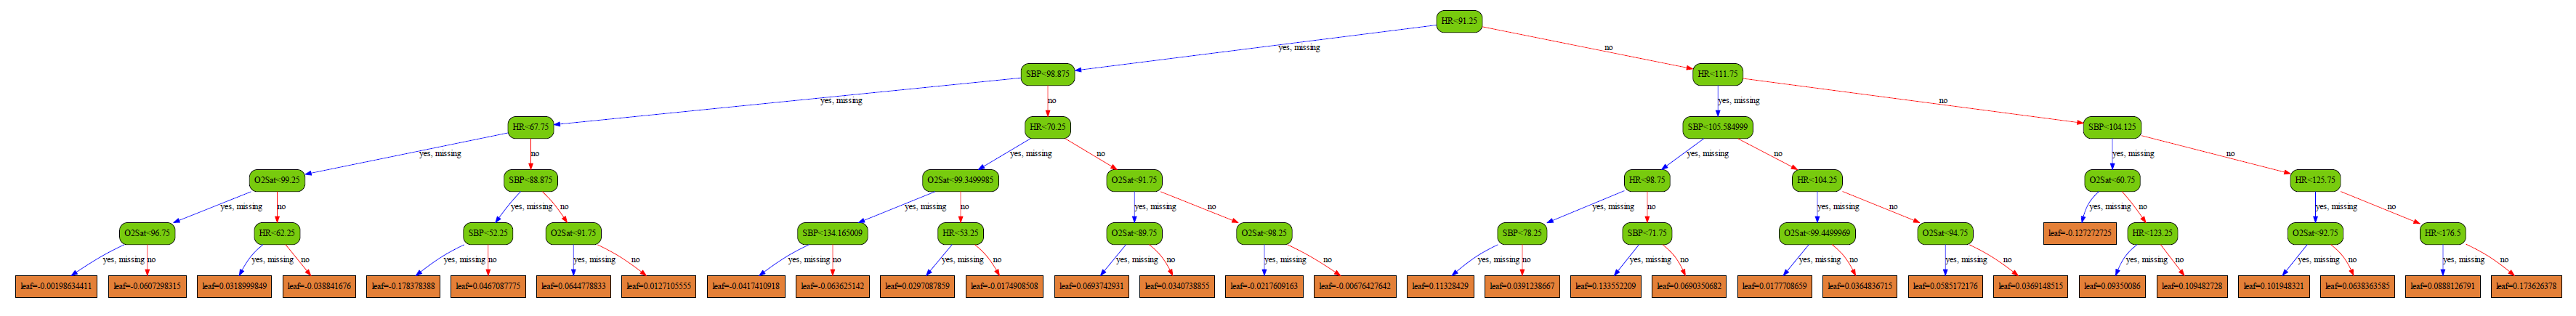 HR<91.25
yes, missing
no
SBP<98.875
HR<111.75
yes, missing
no
yes, missing
no
HR<67.75
HR<70.25
SBP<105.584999
SBP<104.125
yes, missing
no
yes, missing
no
yes, missing
no
yes, missing
no
O2Sat<99.25
SBP<88.875
O2Sat<99.3499985
O2Sat<91.75
HR<98.75
HR<104.25
O2Sat<60.75
HR<125.75
yes, missing
no
yes, missing
no
yes, missing
no
yes, missing
no
yes, missing
no
yes, missing
no
yes, missing
no
yes, missing
no
O2Sat<96.75
HR<62.25
SBP<52.25
O2Sat<91.75
SBP<134.165009
HR<53.25
O2Sat<89.75
O2Sat<98.25
SBP<78.25
SBP<71.75
O2Sat<99.4499969
O2Sat<94.75
leaf=-0.127272725
HR<123.25
O2Sat<92.75
HR<176.5
yes, missing
no
yes, missing
no
yes, missing
no
yes, missing
no
yes, missing
no
yes, missing
no
yes, missing
no
yes, missing
no
yes, missing
no
yes, missing
no
yes, missing
no
yes, missing
no
yes, missing
no
yes, missing
no
yes, missing
no
leaf=-0.00198634411
leaf=-0.0607298315
leaf=0.0318999849
leaf=-0.038841676
leaf=-0.178378388
leaf=0.0467087775
leaf=0.0644778833
leaf=0.0127105555
leaf=-0.0417410918
leaf=-0.063625142
leaf=0.0297087859
leaf=-0.0174908508
leaf=0.0693742931
leaf=0.0340738855
leaf=-0.0217609163
leaf=-0.00676427642
leaf=0.11328429
leaf=0.0391238667
leaf=0.133552209
leaf=0.0690350682
leaf=0.0177708659
leaf=0.0364836715
leaf=0.0585172176
leaf=0.0369148515
leaf=0.09350086
leaf=0.109482728
leaf=0.101948321
leaf=0.0638363585
leaf=0.0888126791
leaf=0.173626378